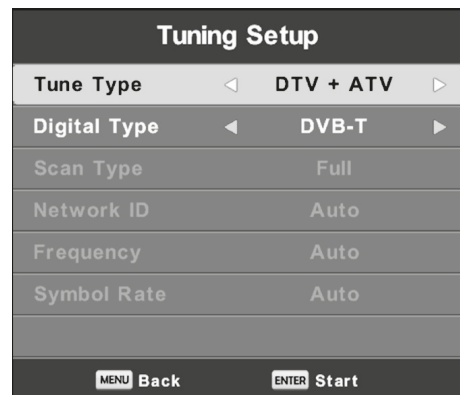 Tuning Setup
Tune Type DTV + ATV
Digital Type DVB-T
Scan Type Full
Network ID Auto
Frequency Auto
Symbol Rate Auto
MENU Back ENTER Start